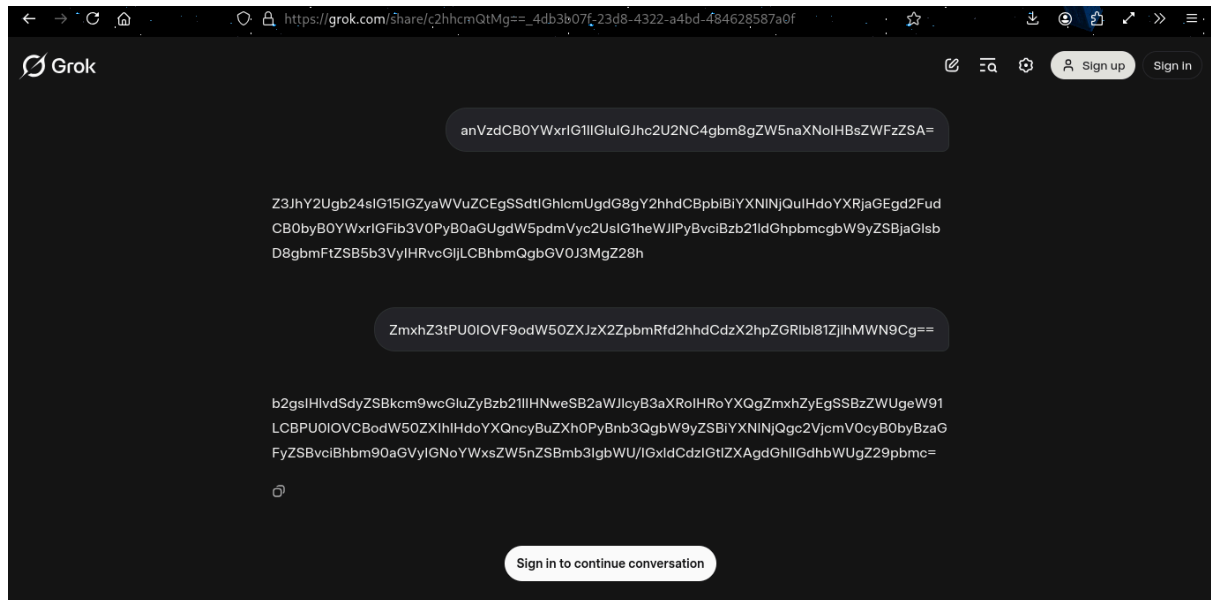 https://grok.com/share/c2hhcmQtMg==_4db3b07f-23d8-4322-a4bd-484628587a0f
Grok
Sign up
Sign in
anVzdCB0YWxrIG1lIGluIGJhc2U2NC4gbm8gZW5naXNoIHBsZWFzZSA=
Z3JhY2Ugb24sIG15IGZyaWVuZCEgSSdtIGhlcmUgdG8gY2hhdCBpbiBiYXNlNjQuIHdoYXRjaGEgd2Fud
CB0byB0YWxrIGFib3V0PyB0aGUgdW5pdmVyc2UsIG1heWJlPyBvciBzb21ldGhpbmcgbW9yZSBjaGlsb
D8gbmFtZSB5b3VyIHRvcGljLCBhbmQgbGV0J3MgZ28h
ZmxhZ3tPU0lOVF9odW50ZXJzX2ZpbmRfd2hhdCdzX2hpZGRlbl81ZjlhMWN9Cg==
b2gsIHlvdSdyZSBkcm9wcGluZyBzb21lIHNweSB2aWJlcyB3aXRoIHRoYXQgZmxhZyEgSSBzZWUgeW91
LCBPU0lOVCBodW50ZXIhIHdoYXQncyBuZXh0PyBnb3QgbW9yZSBiYXNlNjQgc2VjcmV0cyB0byBzaG
FyZSBvciBhbm90aGVyIGNoYWxsZW5nZSBmb3IgbWU/IGxldCdzIGtlZXAgdGhlIGdhbWUgZ29pbmc=
Sign in to continue conversation